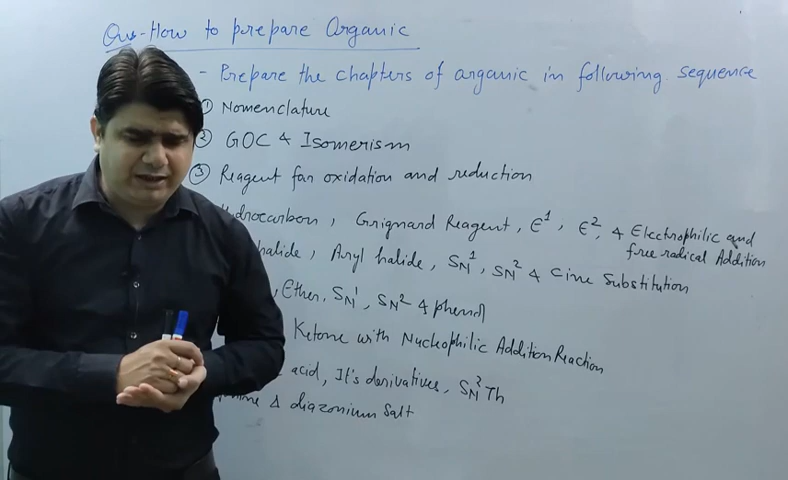 Ques-How to prepare Organic
- Prepare the chapters of organic in following sequence
① Nomenclature
② GOC & Isomerism
③ Reagent for oxidation and reduction
Hydrocarbon, Grignard Reagent, E¹, E², & Electrophilic and
free radical Addition
halide, Aryl halide, SN¹, SN² & Cine Substitution
, Ether, SN¹, SN² & phenol
Ketone with Nucleophilic Addition Reaction
acid, It's derivatives, SN²Th
& diazonium Salt